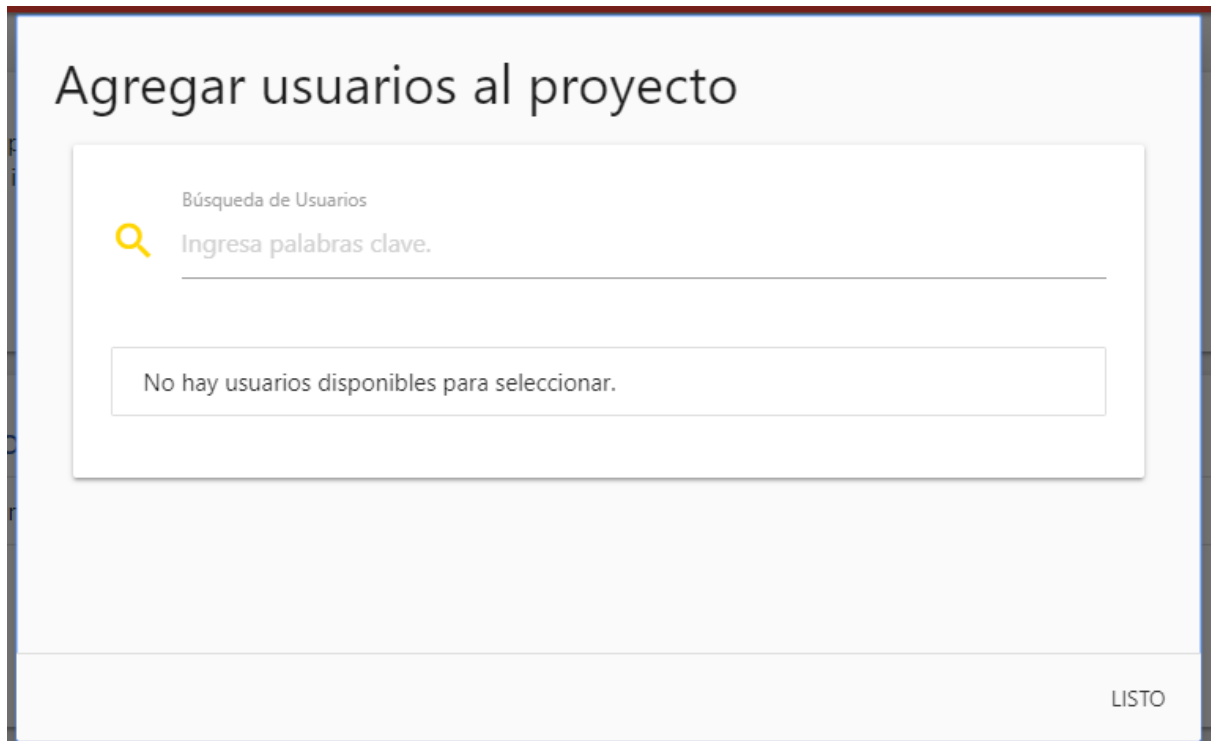 Agregar usuarios al proyecto
Búsqueda de Usuarios
Ingresa palabras clave.
No hay usuarios disponibles para seleccionar.
LISTO